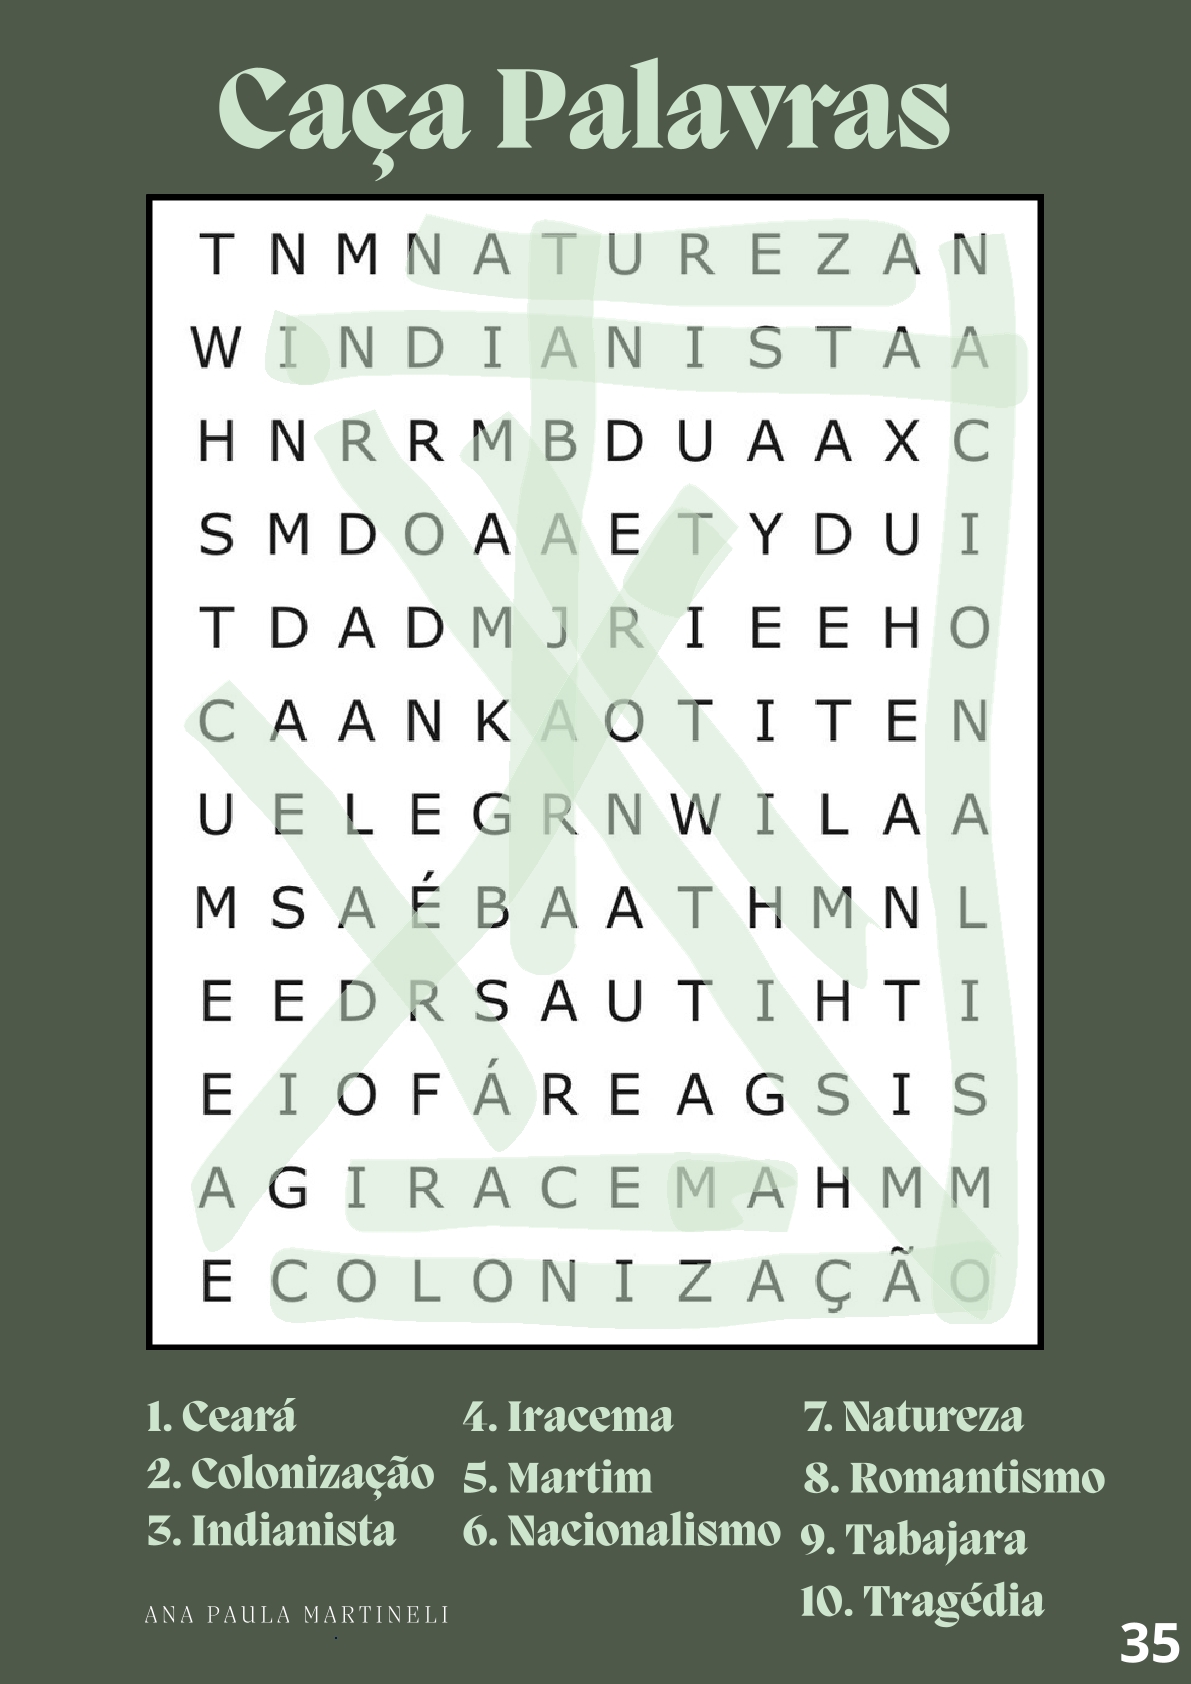 Caça Palavras
T N M N A T U R E Z A N
W I N D I A N I S T A A
H N R R M B D U A A X C
S M D O A A E T Y D U I
T D A D M J R I E E H O
C A A N K A O T I T E N
U E L E G R N W I L A A
M S A É B A A T H M N L
E E D R S A U T I H T I
E I O F Á R E A G S I S
A G I R A C E M A H M M
E C O L O N I Z A Ç Ã O
1. Ceará
2. Colonização
3. Indianista
4. Iracema
5. Martim
6. Nacionalismo
7. Natureza
8. Romantismo
9. Tabajara
10. Tragédia
ANA PAULA MARTINELI
35